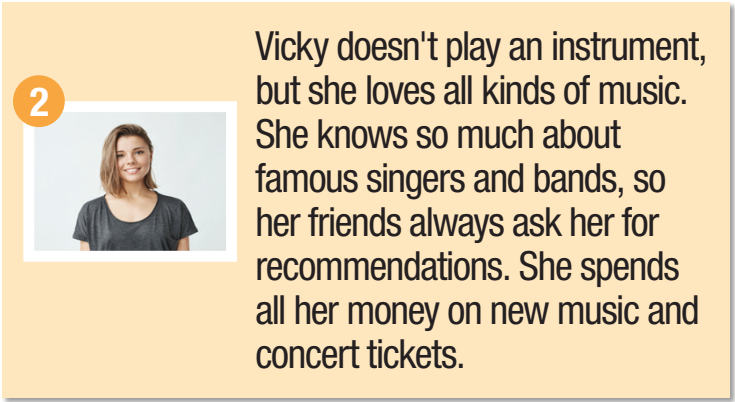 2
Vicky doesn't play an instrument,
but she loves all kinds of music.
She knows so much about
famous singers and bands, so
her friends always ask her for
recommendations. She spends
all her money on new music and
concert tickets.